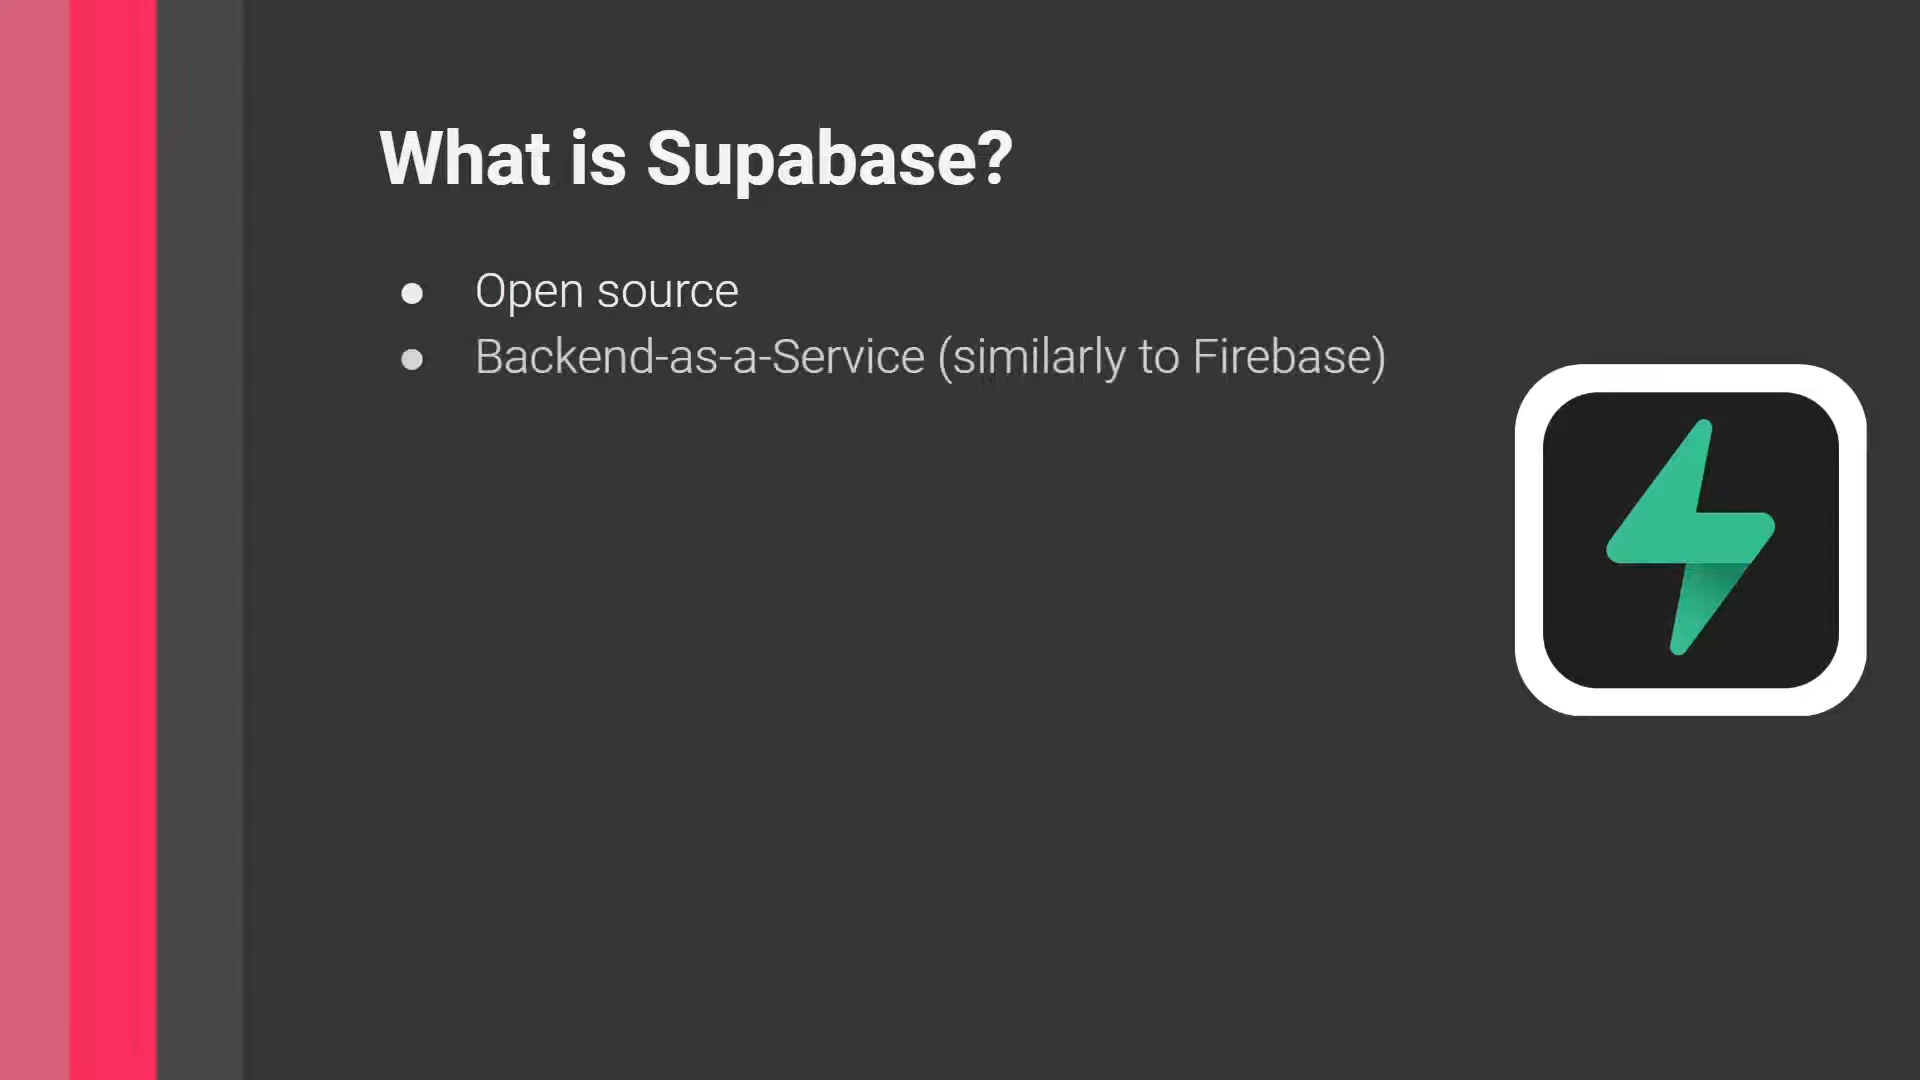 What is Supabase?
● Open source
● Backend-as-a-Service (similarly to Firebase)